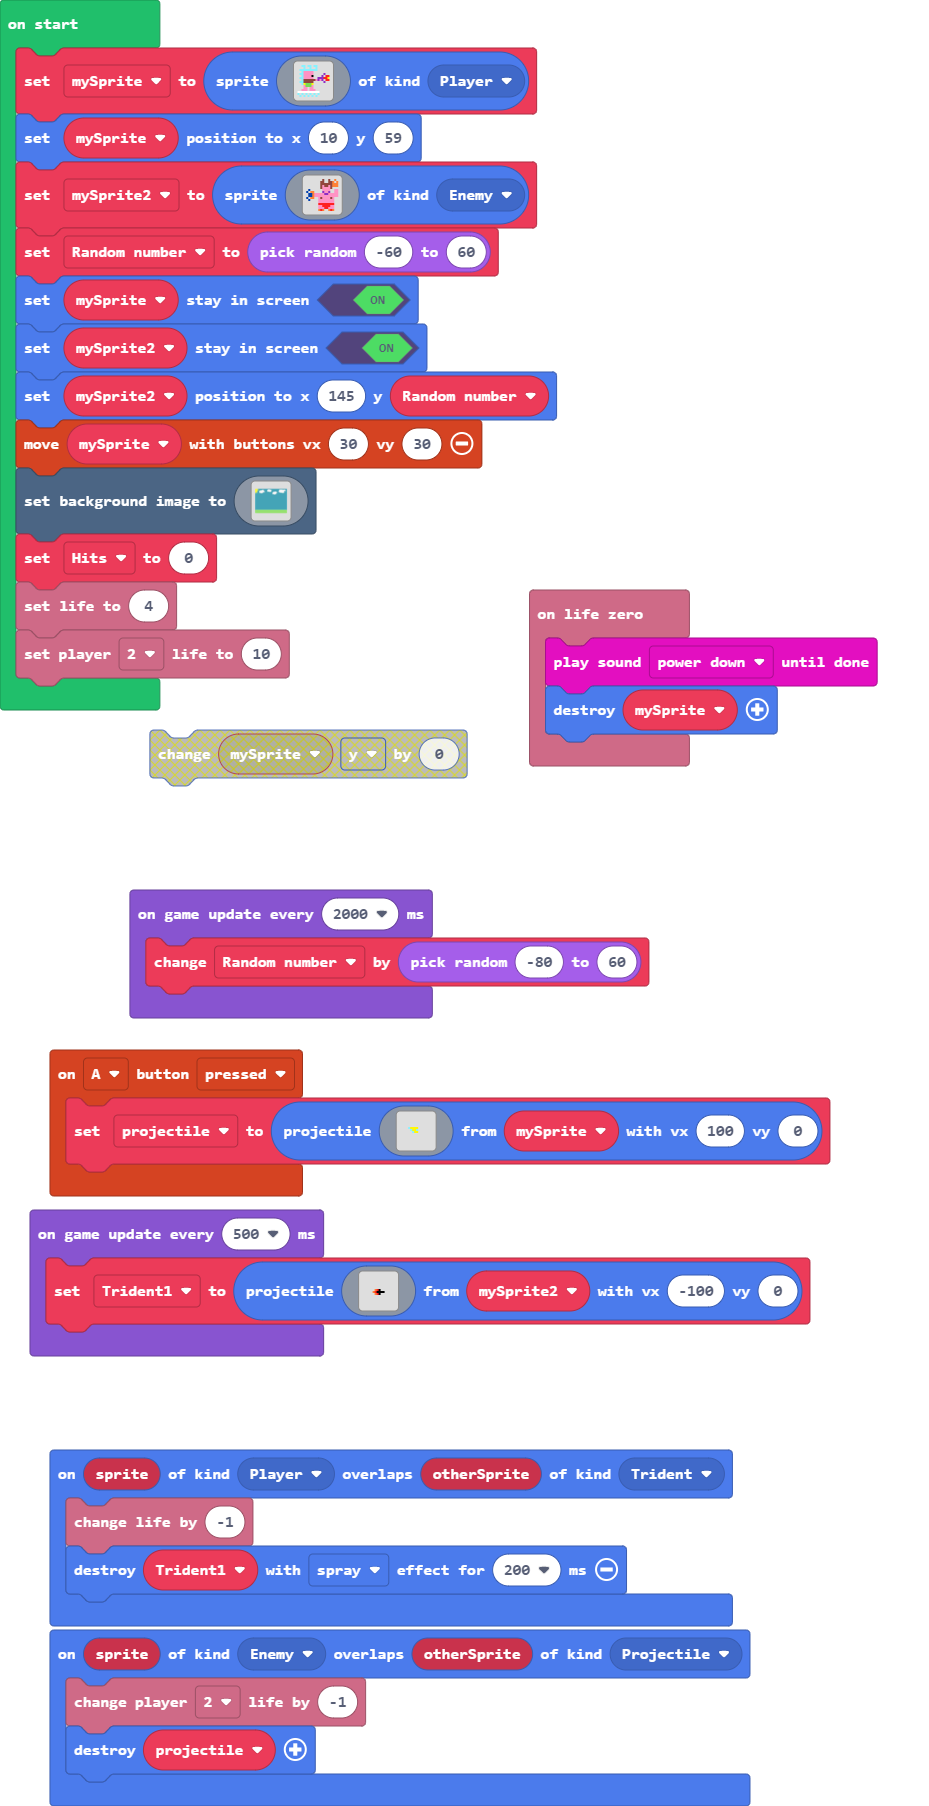 on start
set mySprite to sprite of kind Player
set mySprite position to x 10 y 59
set mySprite2 to sprite of kind Enemy
set Random number to pick random -60 to 60
set mySprite stay in screen ON
set mySprite2 stay in screen ON
set mySprite2 position to x 145 y Random number
move mySprite with buttons vx 30 vy 30
set background image to
set Hits to 0
set life to 4
set player 2 life to 10
on life zero
play sound power down until done
destroy mySprite
change mySprite y by 0
on game update every 2000 ms
change Random number by pick random -80 to 60
on A button pressed
set projectile to projectile from mySprite with vx 100 vy 0
on game update every 500 ms
set Trident1 to projectile from mySprite2 with vx -100 vy 0
on sprite of kind Player overlaps otherSprite of kind Trident
change life by -1
destroy Trident1 with spray effect for 200 ms
on sprite of kind Enemy overlaps otherSprite of kind Projectile
change player 2 life by -1
destroy projectile